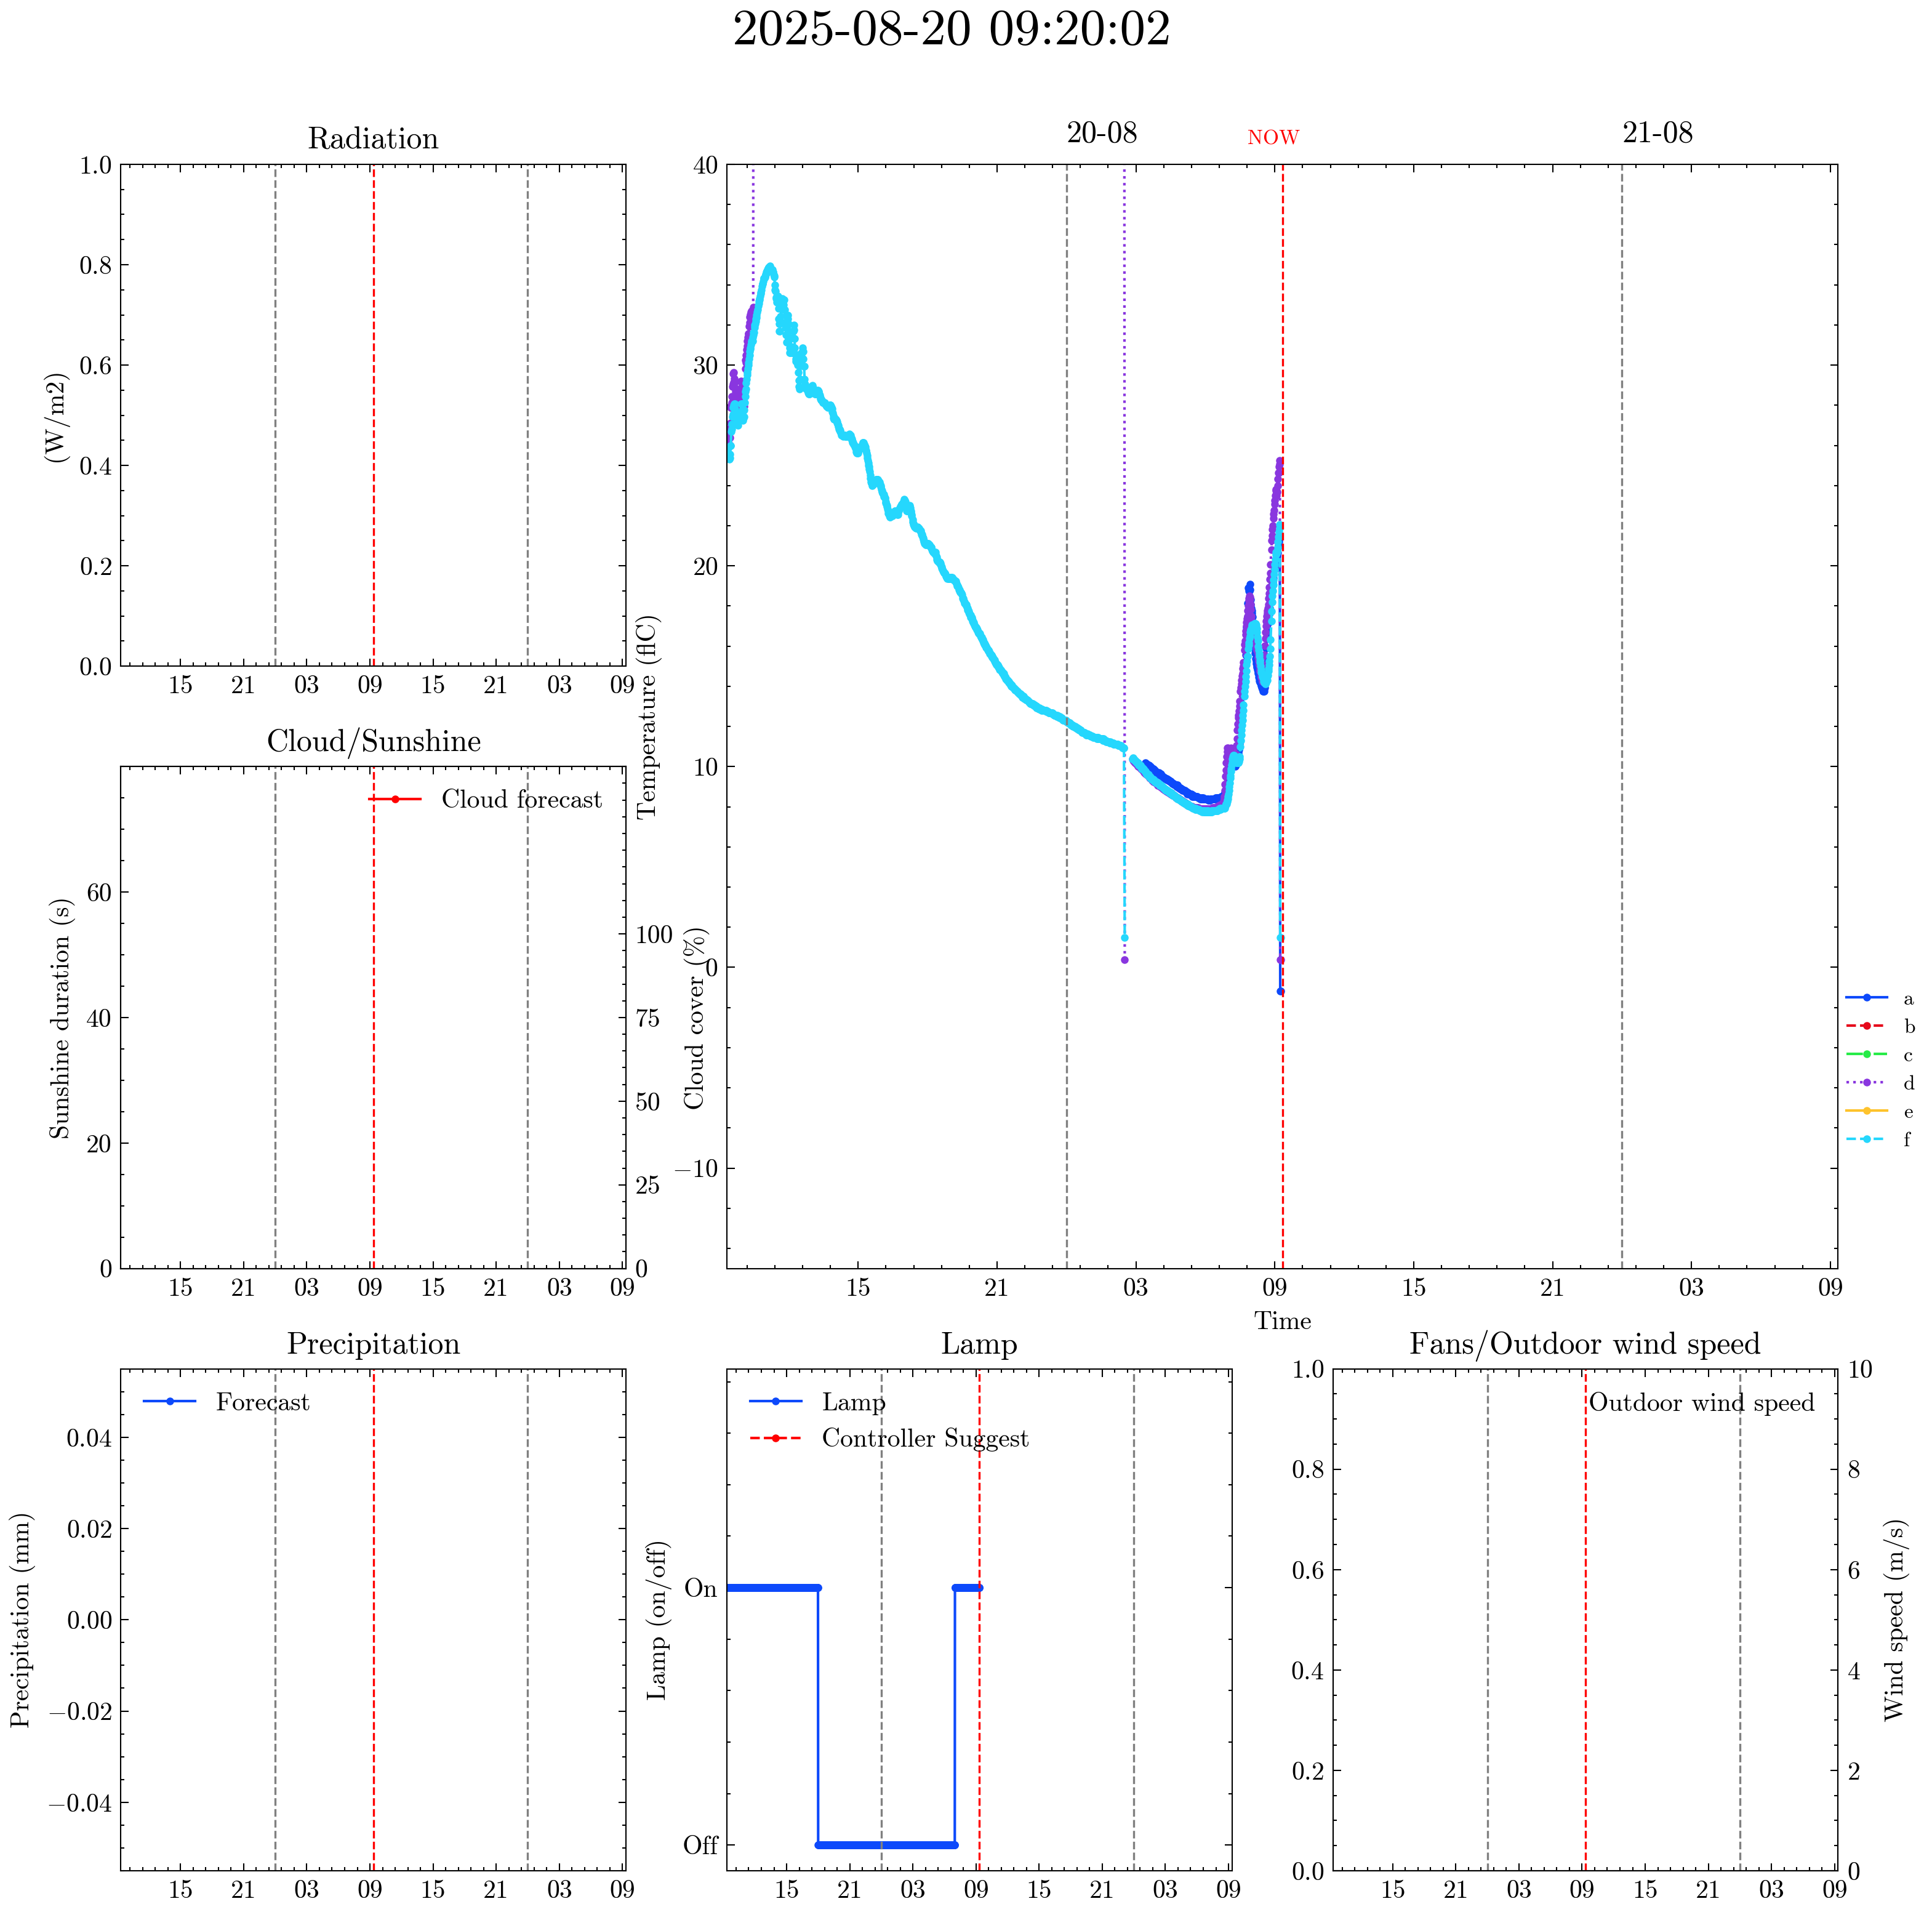 2025-08-20 09:20:02
Radiation
(W/m2)
1.0
0.8
0.6
0.4
0.2
0.0
15 21 03 09 15 21 03 09
20-08 NOW 21-08
Temperature (flC)
40
30
20
10
0
−10
15 21 03 09 15 21 03 09
Time
a
b
c
d
e
f
Cloud/Sunshine
Cloud forecast
Sunshine duration (s)
60
40
20
0
Cloud cover (%)
100
75
50
25
0
15 21 03 09 15 21 03 09
Precipitation
Forecast
Precipitation (mm)
0.04
0.02
0.00
−0.02
−0.04
15 21 03 09 15 21 03 09
Lamp
Lamp
Controller Suggest
Lamp (on/off)
On
Off
15 21 03 09 15 21 03 09
Fans/Outdoor wind speed
Outdoor wind speed
1.0
0.8
0.6
0.4
0.2
0.0
10
8
6
4
2
0
Wind speed (m/s)
15 21 03 09 15 21 03 09